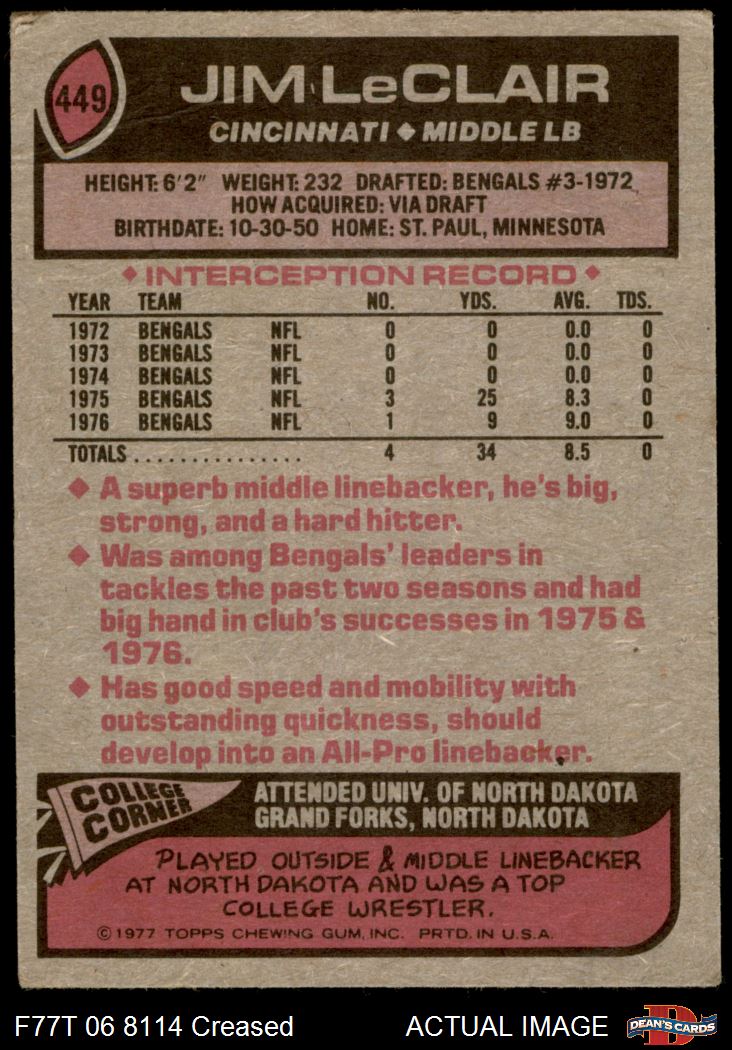 449
JIM LeCLAIR
CINCINNATI ◆ MIDDLE LB
HEIGHT: 6'2" WEIGHT: 232 DRAFTED: BENGALS #3-1972
HOW ACQUIRED: VIA DRAFT
BIRTHDATE: 10-30-50 HOME: ST. PAUL, MINNESOTA
◆ INTERCEPTION RECORD ◆
YEAR TEAM NO. YDS. AVG. TDS.
1972 BENGALS NFL 0 0 0.0 0
1973 BENGALS NFL 0 0 0.0 0
1974 BENGALS NFL 0 0 0.0 0
1975 BENGALS NFL 3 25 8.3 0
1976 BENGALS NFL 1 9 9.0 0
TOTALS ................ 4 34 8.5 0
◆ A superb middle linebacker, he's big,
strong, and a hard hitter.
◆ Was among Bengals' leaders in
tackles the past two seasons and had
big hand in club's successes in 1975 &
1976.
◆ Has good speed and mobility with
outstanding quickness, should
develop into an All-Pro linebacker.
COLLEGE
CORNER
ATTENDED UNIV. OF NORTH DAKOTA
GRAND FORKS, NORTH DAKOTA
PLAYED OUTSIDE & MIDDLE LINEBACKER
AT NORTH DAKOTA AND WAS A TOP
COLLEGE WRESTLER.
©1977 TOPPS CHEWING GUM, INC. PRTD. IN U.S.A.
F77T 06 8114 Creased ACTUAL IMAGE
D
DEAN'S CARDS